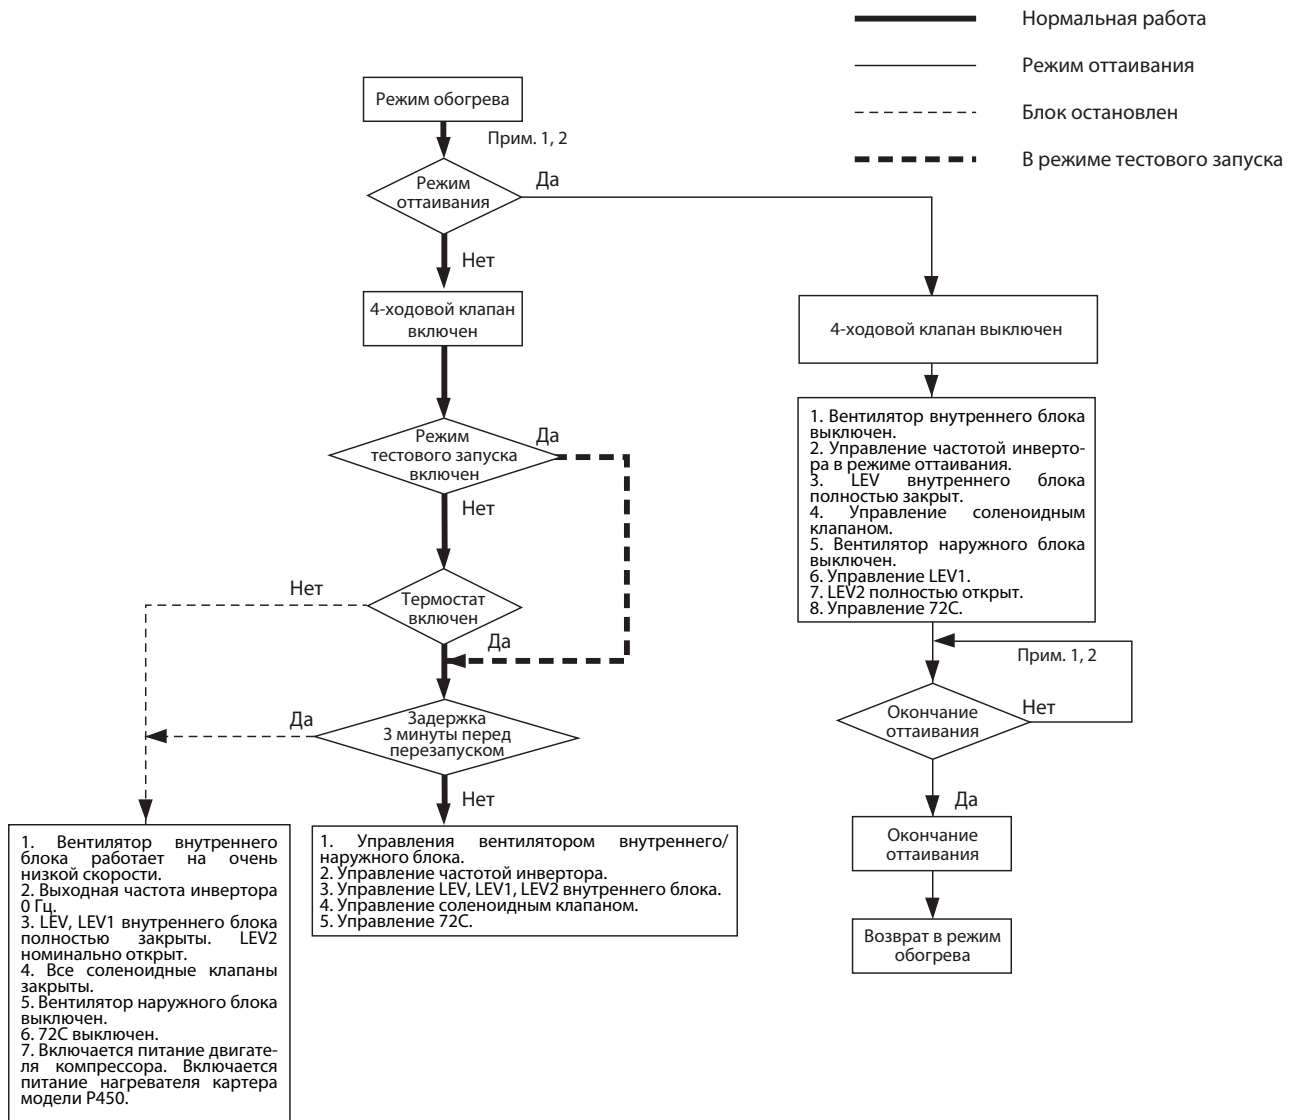 Нормальная работа
Режим оттаивания
Блок остановлен
В режиме тестового запуска
Режим обогрева
Прим. 1, 2
Режим
оттаивания
Да
Нет
4-ходовой клапан
включен
4-ходовой клапан выключен
Режим
тестового запуска
включен
Да
Нет
1. Вентилятор внутреннего блока
выключен.
2. Управление частотой инверто-
ра в режиме оттаивания.
3. LEV внутреннего блока
полностью закрыт.
4. Управление соленоидным
клапаном.
5. Вентилятор наружного блока
выключен.
6. Управление LEV1.
7. LEV2 полностью открыт.
8. Управление 72C.
Нет
Термостат
включен
Да
Прим. 1, 2
Да
Задержка
3 минуты перед
перезапуском
Нет
Окончание
оттаивания
Нет
Да
1. Вентилятор внутреннего
блока работает на очень
низкой скорости.
2. Выходная частота инвертора
0 Гц.
3. LEV, LEV1 внутреннего блока
полностью закрыты. LEV2
номинально открыт.
4. Все соленоидные клапаны
закрыты.
5. Вентилятор наружного блока
выключен.
6. 72C выключен.
7. Включается питание двигате-
ля компрессора. Включается
питание нагревателя картера
модели P450.
1. Управления вентилятором внутреннего/
наружного блока.
2. Управление частотой инвертора.
3. Управление LEV, LEV1, LEV2 внутреннего блока.
4. Управление соленоидным клапаном.
5. Управление 72C.
Окончание
оттаивания
Возврат в режим
обогрева